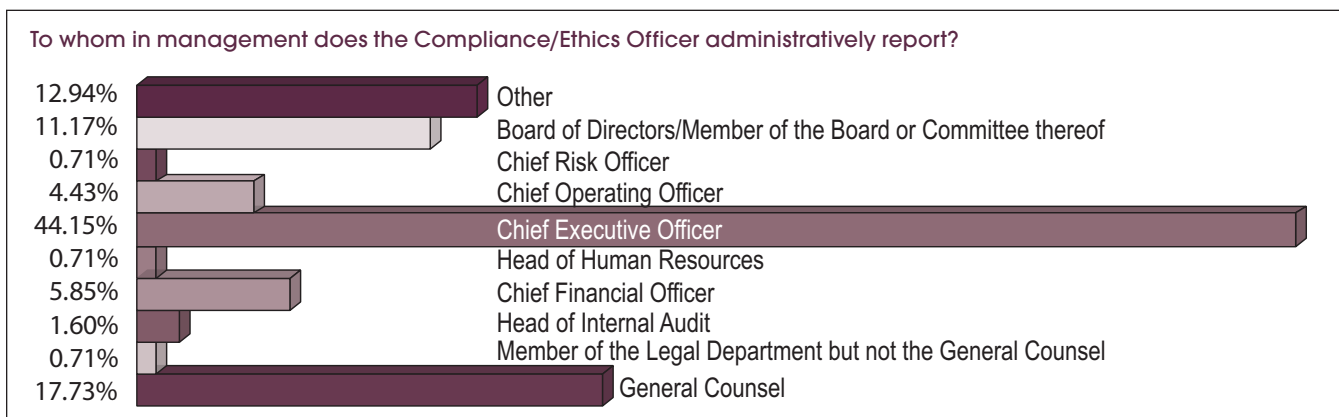 To whom in management does the Compliance/Ethics Officer administratively report?
12.94% Other
11.17% Board of Directors/Member of the Board or Committee thereof
0.71% Chief Risk Officer
4.43% Chief Operating Officer
44.15% Chief Executive Officer
0.71% Head of Human Resources
5.85% Chief Financial Officer
1.60% Head of Internal Audit
0.71% Member of the Legal Department but not the General Counsel
17.73% General Counsel